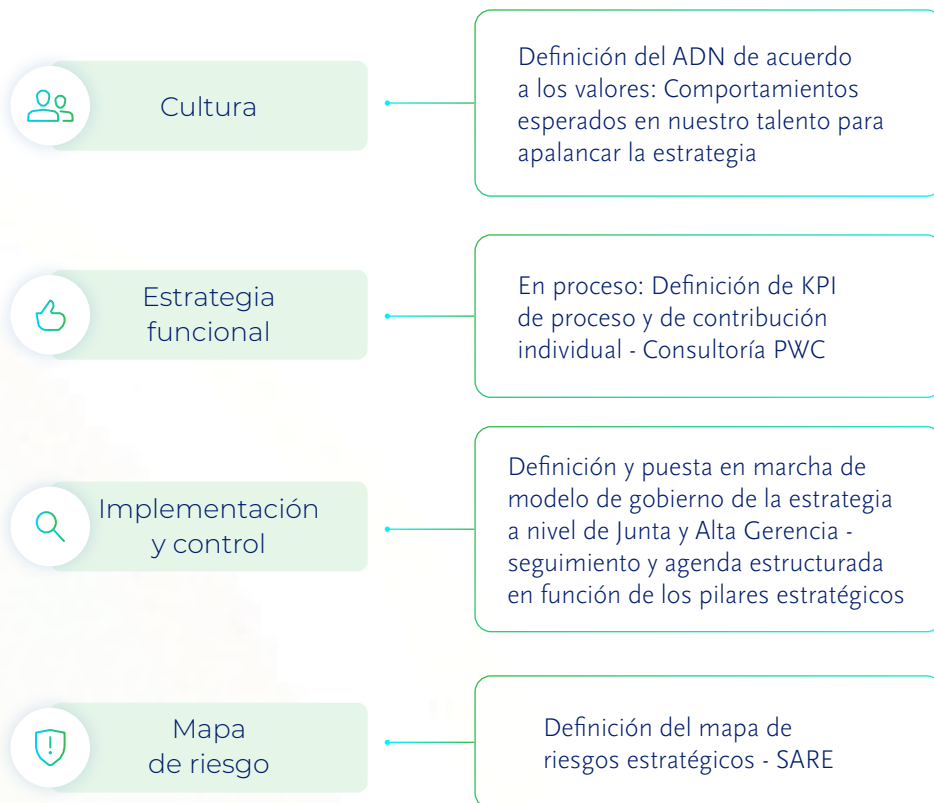 Cultura
Definición del ADN de acuerdo
a los valores: Comportamientos
esperados en nuestro talento para
apalancar la estrategia
Estrategia
funcional
En proceso: Definición de KPI
de proceso y de contribución
individual - Consultoría PWC
Implementación
y control
Definición y puesta en marcha de
modelo de gobierno de la estrategia
a nivel de Junta y Alta Gerencia -
seguimiento y agenda estructurada
en función de los pilares estratégicos
Mapa
de riesgo
Definición del mapa de
riesgos estratégicos - SARE